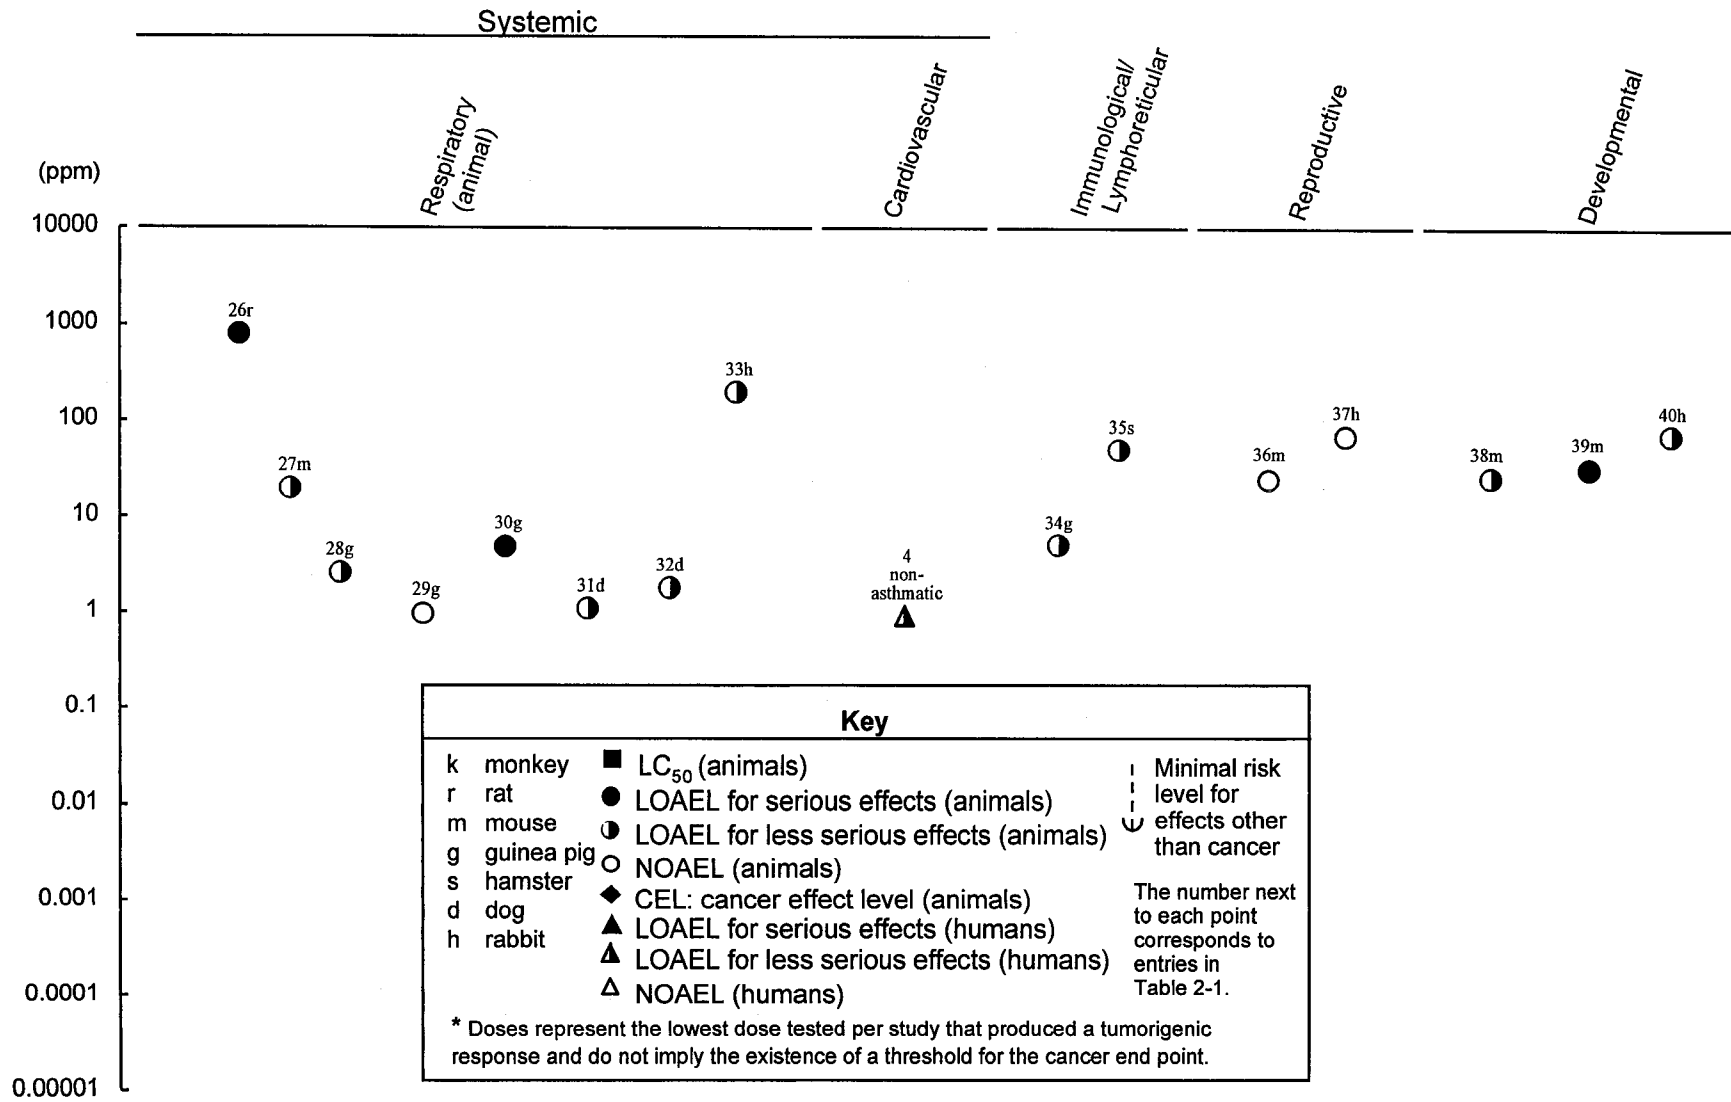 Systemic
Respiratory
(animal)
Cardiovascular
Immunological/
Lymphoreticular
Reproductive
Developmental
(ppm)
10000
1000
100
10
1
0.1
0.01
0.001
0.0001
0.00001
26r
27m
28g
29g
30g
31d
32d
33h
4
non-
asthmatic
34g
35s
36m
37h
38m
39m
40h
Key
k monkey
r rat
m mouse
g guinea pig
s hamster
d dog
h rabbit
LC50 (animals)
LOAEL for serious effects (animals)
LOAEL for less serious effects (animals)
NOAEL (animals)
CEL: cancer effect level (animals)
LOAEL for serious effects (humans)
LOAEL for less serious effects (humans)
NOAEL (humans)
Minimal risk
level for
effects other
than cancer
The number next
to each point
corresponds to
entries in
Table 2-1.
* Doses represent the lowest dose tested per study that produced a tumorigenic
response and do not imply the existence of a threshold for the cancer end point.